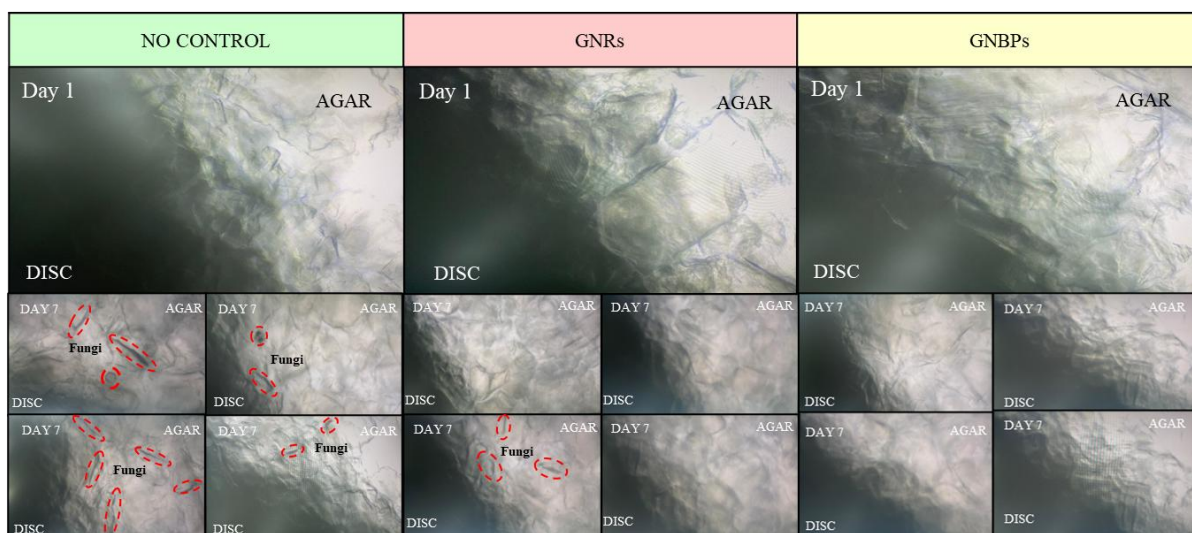 NO CONTROL
GNRs
GNBPs
Day 1
AGAR
DISC
Day 1
AGAR
DISC
Day 1
AGAR
DISC
DAY 7
AGAR
Fungi
DISC
DAY 7
AGAR
Fungi
DISC
DAY 7
AGAR
DISC
DAY 7
AGAR
DISC
DAY 7
AGAR
DISC
DAY 7
AGAR
DISC
DAY 7
AGAR
Fungi
DISC
DAY 7
AGAR
Fungi
DISC
DAY 7
AGAR
Fungi
DISC
DAY 7
AGAR
DISC
DAY 7
AGAR
DISC
DAY 7
AGAR
DISC